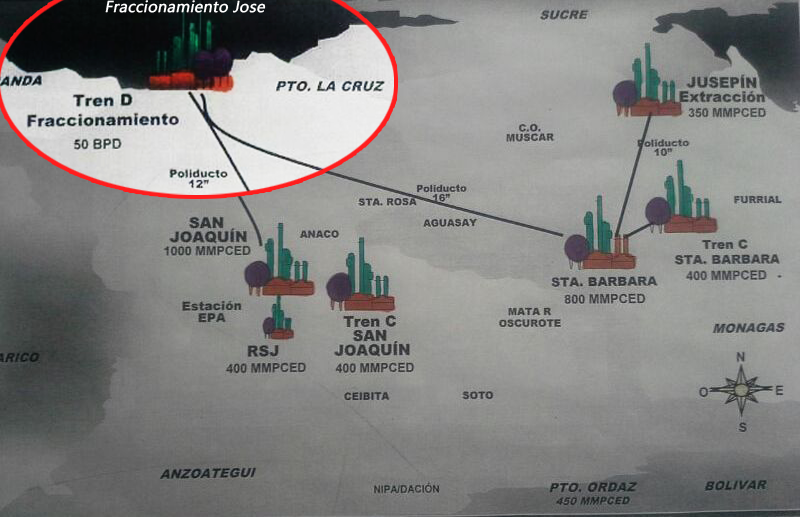 Fraccionamiento Jose
SUCRE
ANDA
PTO. LA CRUZ
Tren D
Fraccionamiento
50 BPD
JUSEPÍN
Extracción
350 MMPCED
C.O.
MUSCAR
Poliducto
10"
Poliducto
12"
Poliducto
16"
STA. ROSA
AGUASAY
FURRIAL
SAN
JOAQUÍN
1000 MMPCED
ANACO
Tren C
STA. BARBARA
400 MMPCED
STA. BARBARA
800 MMPCED
Estación
EPA
MATA R
OSCUROTE
Tren C
SAN
JOAQUÍN
400 MMPCED
RSJ
400 MMPCED
MONAGAS
ARICO
N
O
E
S
CEIBITA
SOTO
ANZOATEGUI
NIPA/DACIÓN
PTO. ORDAZ
450 MMPCED
BOLIVAR